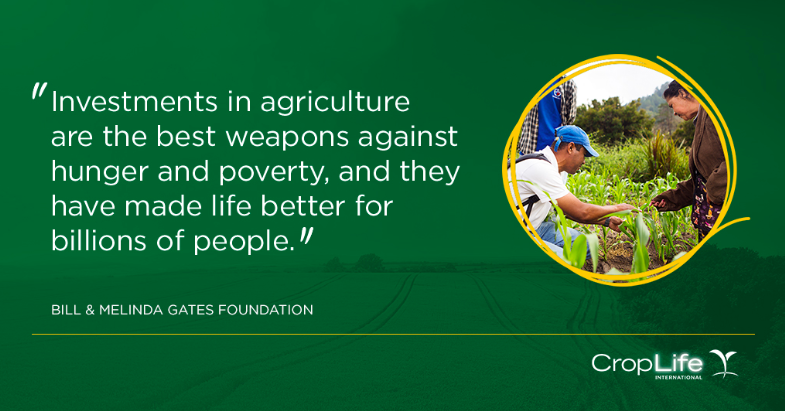 "Investments in agriculture
are the best weapons against
hunger and poverty, and they
have made life better for
billions of people."
BILL & MELINDA GATES FOUNDATION
CropLife
INTERNATIONAL